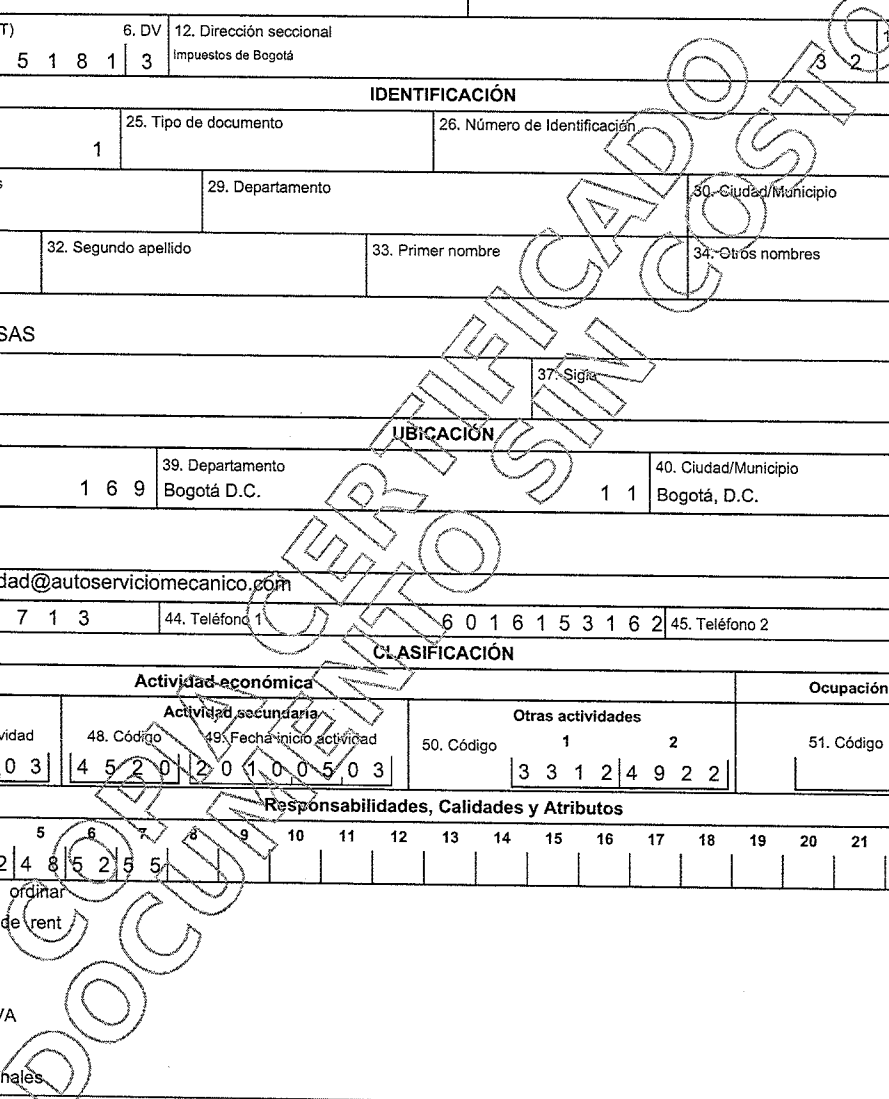 T) 6. DV 12. Dirección seccional 1
5 1 8 1 3 Impuestos de Bogotá 3 2
IDENTIFICACIÓN
25. Tipo de documento 26. Número de Identificación
1
29. Departamento 30. Ciudad/Municipio
32. Segundo apellido 33. Primer nombre 34. Otros nombres
SAS
37. Sigla
UBICACIÓN
39. Departamento 40. Ciudad/Municipio
1 6 9 Bogotá D.C. 1 1 Bogotá, D.C.
dad@autoserviciomecanico.com
7 1 3 44. Teléfono 1 6 0 1 6 1 5 3 1 6 2 45. Teléfono 2
CLASIFICACIÓN
Actividad económica Ocupación
Actividad secundaria Otras actividades
vidad 48. Código 49. Fecha inicio actividad 50. Código 1 2 51. Código
0 3 4 5 2 0 2 0 1 0 0 5 0 3 3 3 1 2 4 9 2 2
Responsabilidades, Calidades y Atributos
5 6 7 8 9 10 11 12 13 14 15 16 17 18 19 20 21
2 4 8 5 2 5 5
ordinar
de rent
VA
nales
COPIA CERTIFICADO
DOCUMENTO SIN COSTO